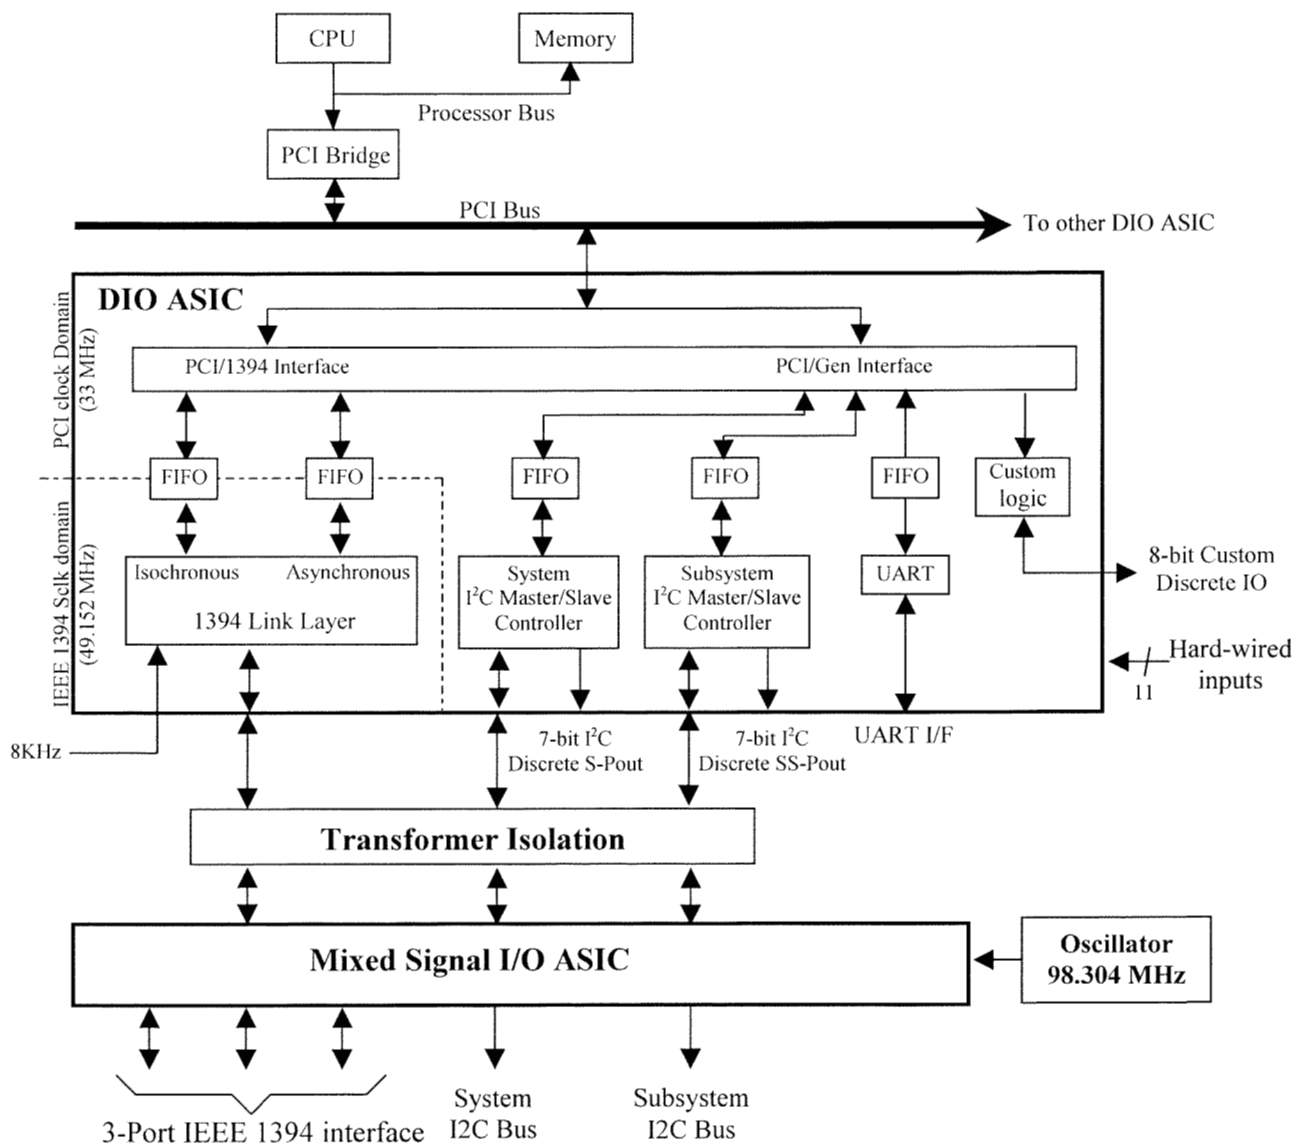 CPU
Memory
Processor Bus
PCI Bridge
PCI Bus
To other DIO ASIC
DIO ASIC
PCI clock Domain
(33 MHz)
PCI/1394 Interface
PCI/Gen Interface
FIFO
FIFO
FIFO
FIFO
FIFO
Custom
logic
IEEE 1394 Sclk domain
(49.152 MHz)
Isochronous
Asynchronous
1394 Link Layer
System
I²C Master/Slave
Controller
Subsystem
I²C Master/Slave
Controller
UART
8-bit Custom
Discrete IO
Hard-wired
inputs
11
8KHz
7-bit I²C
Discrete S-Pout
7-bit I²C
Discrete SS-Pout
UART I/F
Transformer Isolation
Mixed Signal I/O ASIC
Oscillator
98.304 MHz
3-Port IEEE 1394 interface
System
I2C Bus
Subsystem
I2C Bus